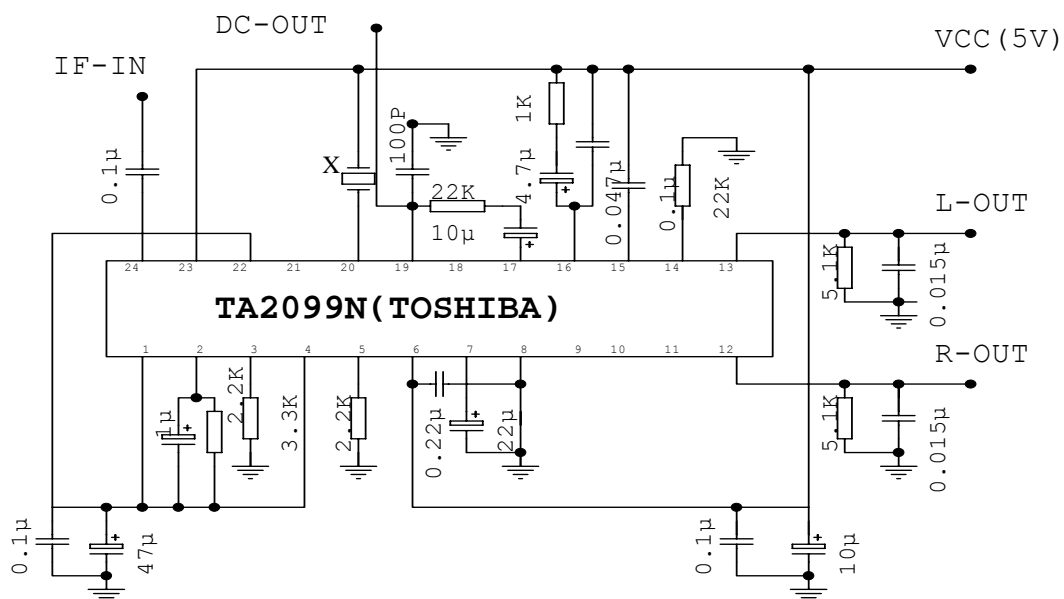 DC-OUT
VCC(5V)
IF-IN
0.1µ
X
100P
22K
10µ
1K
4.7µ
0.047µ
0.1µ
22K
L-OUT
24 23 22 21 20 19 18 17 16 15 14 13
5.1K
0.015µ
TA2099N(TOSHIBA)
1 2 3 4 5 6 7 8 9 10 11 12
R-OUT
1µ
2.2K
3.3K
2.2K
0.22µ
22µ
5.1K
0.015µ
0.1µ
47µ
0.1µ
10µ